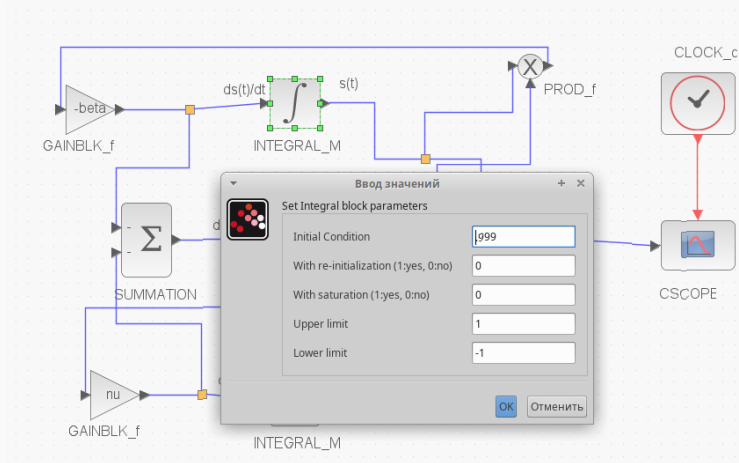 CLOCK_c
ds(t)/dt
s(t)
X
PROD_f
-beta
∫
GAINBLK_f
INTEGRAL_M
Ввод значений
Set Integral block parameters
Initial Condition
.999
With re-initialization (1:yes, 0:no)
0
With saturation (1:yes, 0:no)
0
Upper limit
1
Lower limit
-1
OK
Отменить
-
-
Σ
d
SUMMATION
CSCOPE
nu
GAINBLK_f
INTEGRAL_M